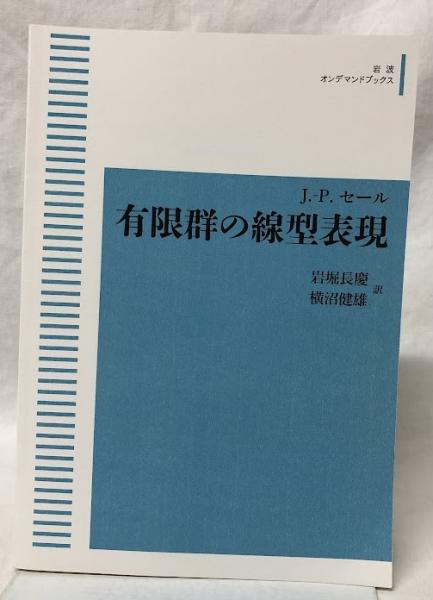 岩波
オンデマンドブックス
J.-P. セール
有限群の線型表現
岩堀長慶
横沼健雄 訳